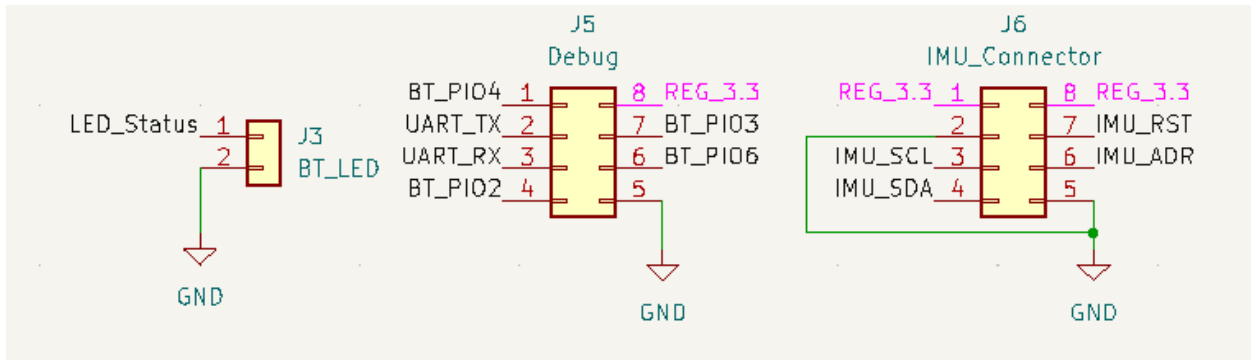 J3
BT_LED
LED_Status 1
2
GND
J5
Debug
BT_PIO4 1 8 REG_3.3
UART_TX 2 7 BT_PIO3
UART_RX 3 6 BT_PIO6
BT_PIO2 4 5
GND
J6
IMU_Connector
REG_3.3 1 8 REG_3.3
2 7 IMU_RST
IMU_SCL 3 6 IMU_ADR
IMU_SDA 4 5
GND